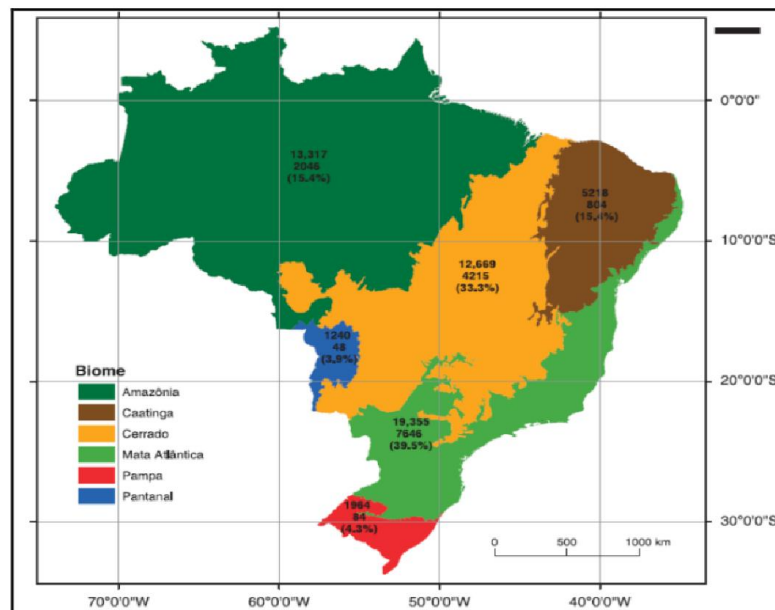 0°0'0"
13,317
2046
(15.4%)
5218
804
(15.4%)
10°0'0"S
12,669
4215
(33.3%)
1240
48
(3.9%)
Biome
Amazônia
Caatinga
Cerrado
Mata Atlântica
Pampa
Pantanal
20°0'0"S
19,355
7646
(39.5%)
1964
84
(4.3%)
30°0'0"S
0 500 1000 km
70°0'0"W 60°0'0"W 50°0'0"W 40°0'0"W